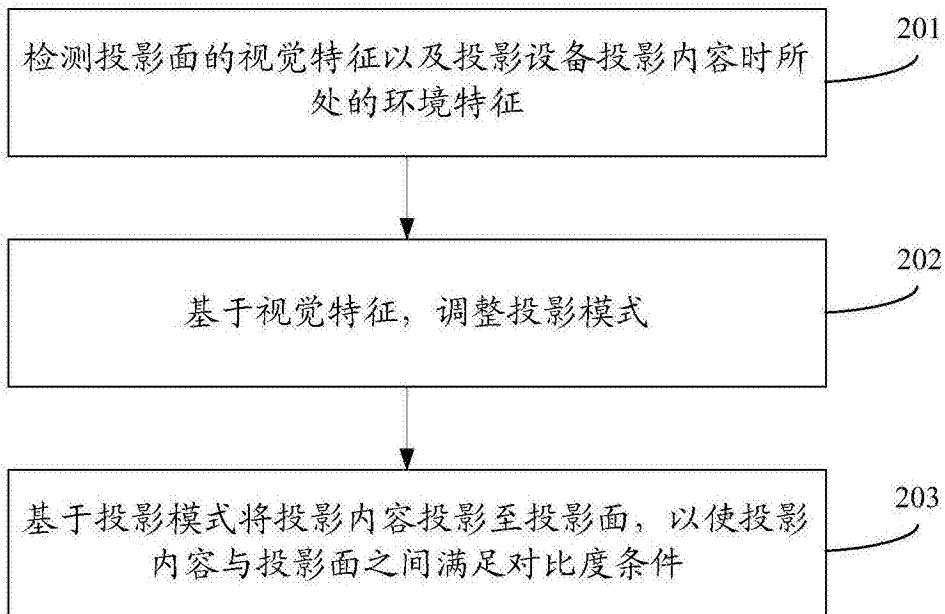 检测投影面的视觉特征以及投影设备投影内容时所
处的环境特征
201
基于视觉特征，调整投影模式
202
基于投影模式将投影内容投影至投影面，以使投影
内容与投影面之间满足对比度条件
203